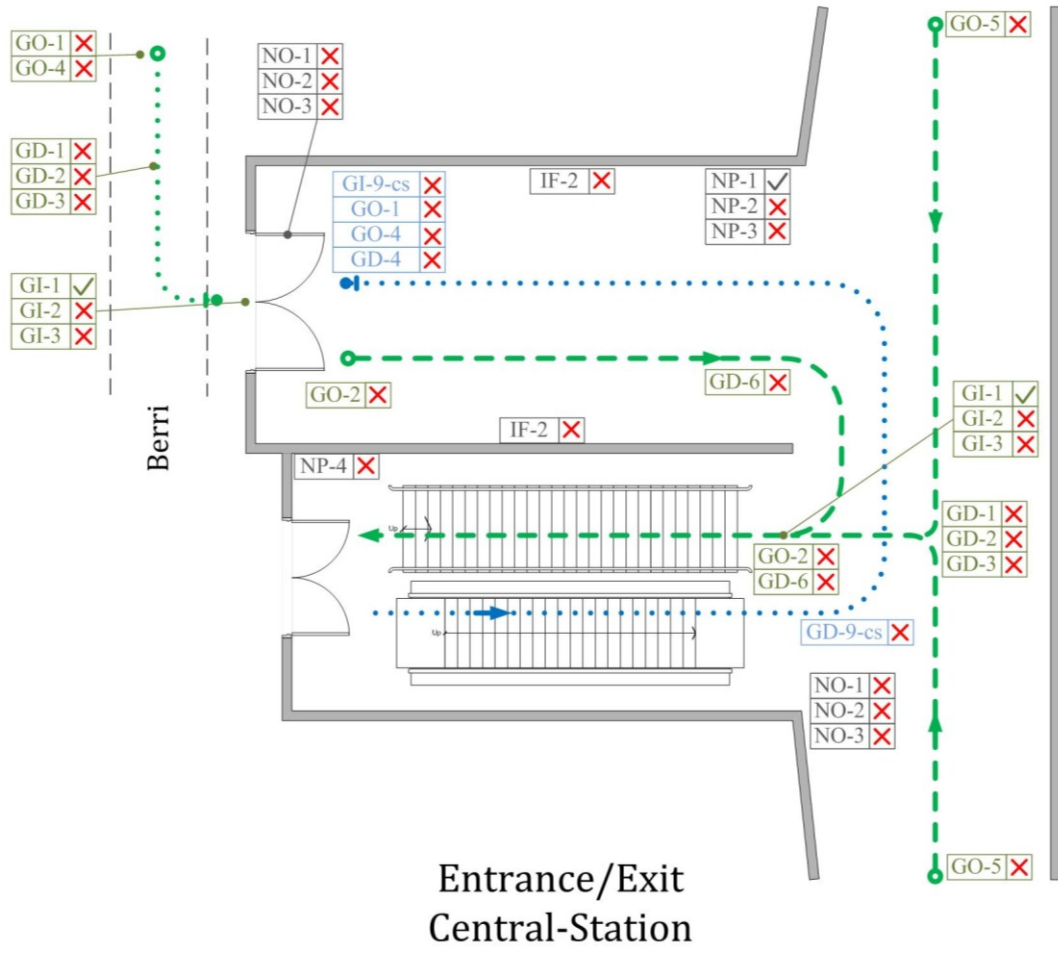 GO-1
GO-4
GD-1
GD-2
GD-3
GI-1
GI-2
GI-3
Berri
NO-1
NO-2
NO-3
GI-9-cs
GO-1
GO-4
GD-4
IF-2
NP-1
NP-2
NP-3
GO-5
GO-2
GD-6
IF-2
NP-4
GI-1
GI-2
GI-3
GD-1
GD-2
GD-3
Up
GO-2
GD-6
Up
GD-9-cs
NO-1
NO-2
NO-3
GO-5
Entrance/Exit
Central-Station